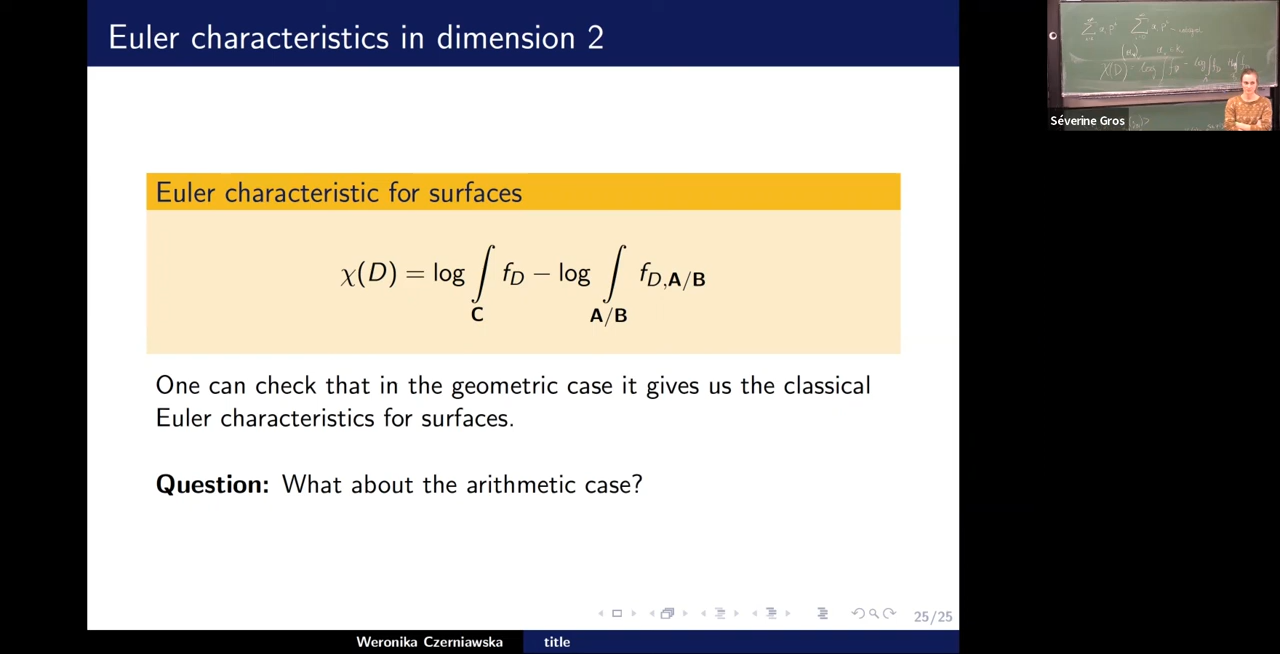 Euler characteristics in dimension 2
Euler characteristic for surfaces
χ(D) = log ∫ f_D − log ∫ f_{D,A/B}
C A/B
One can check that in the geometric case it gives us the classical
Euler characteristics for surfaces.
Question: What about the arithmetic case?
25/25
Weronika Czerniawska title
Séverine Gros